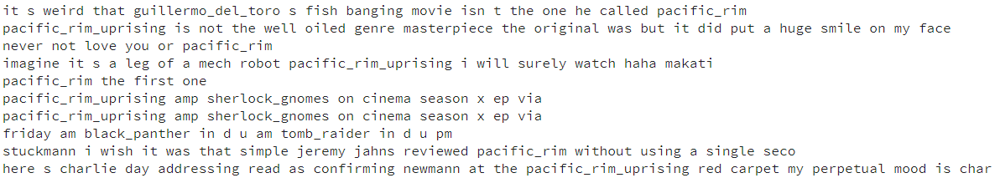 it s weird that guillermo_del_toro s fish banging movie isn t the one he called pacific_rim
pacific_rim_uprising is not the well oiled genre masterpiece the original was but it did put a huge smile on my face
never not love you or pacific_rim
imagine it s a leg of a mech robot pacific_rim_uprising i will surely watch haha makati
pacific_rim the first one
pacific_rim_uprising amp sherlock_gnomes on cinema season x ep via
pacific_rim_uprising amp sherlock_gnomes on cinema season x ep via
friday am black_panther in d u am tomb_raider in d u pm
stuckmann i wish it was that simple jeremy jahns reviewed pacific_rim without using a single seco
here s charlie day addressing read as confirming newmann at the pacific_rim_uprising red carpet my perpetual mood is char